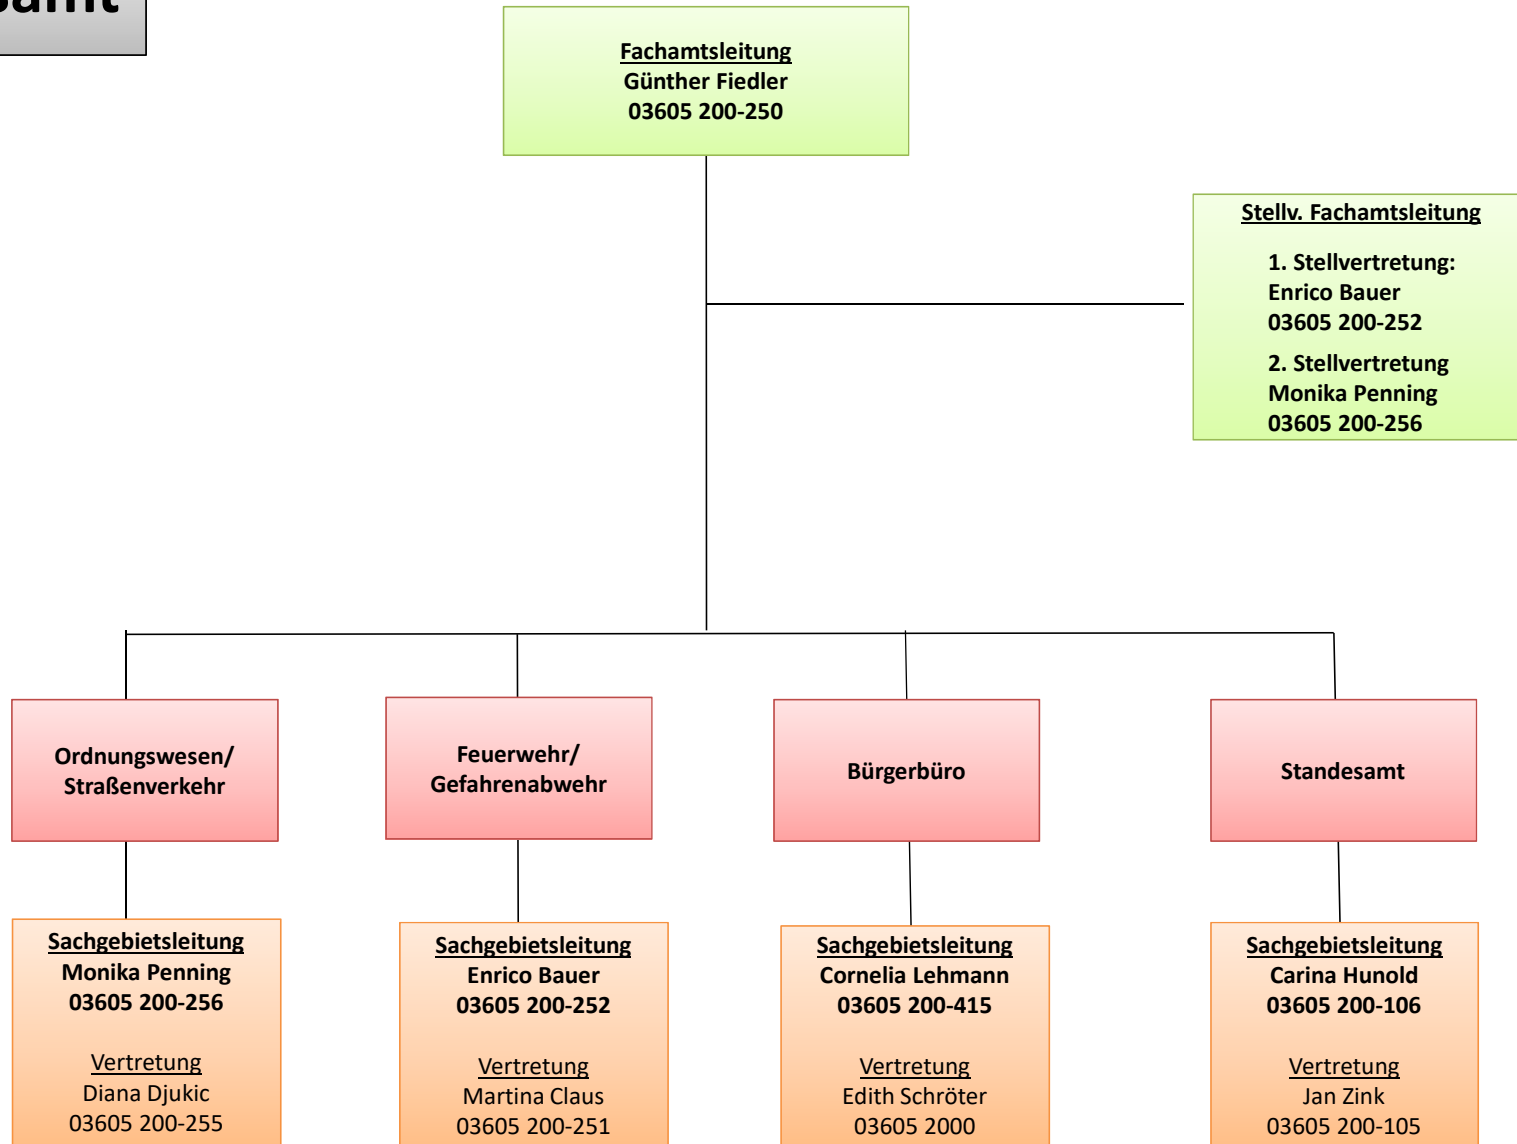 Fachamtsleitung
Günther Fiedler
03605 200-250
Stellv. Fachamtsleitung
1. Stellvertretung:
Enrico Bauer
03605 200-252
2. Stellvertretung
Monika Penning
03605 200-256
Ordnungswesen/
Straßenverkehr
Feuerwehr/
Gefahrenabwehr
Bürgerbüro
Standesamt
Sachgebietsleitung
Monika Penning
03605 200-256
Vertretung
Diana Djukic
03605 200-255
Sachgebietsleitung
Enrico Bauer
03605 200-252
Vertretung
Martina Claus
03605 200-251
Sachgebietsleitung
Cornelia Lehmann
03605 200-415
Vertretung
Edith Schröter
03605 2000
Sachgebietsleitung
Carina Hunold
03605 200-106
Vertretung
Jan Zink
03605 200-105